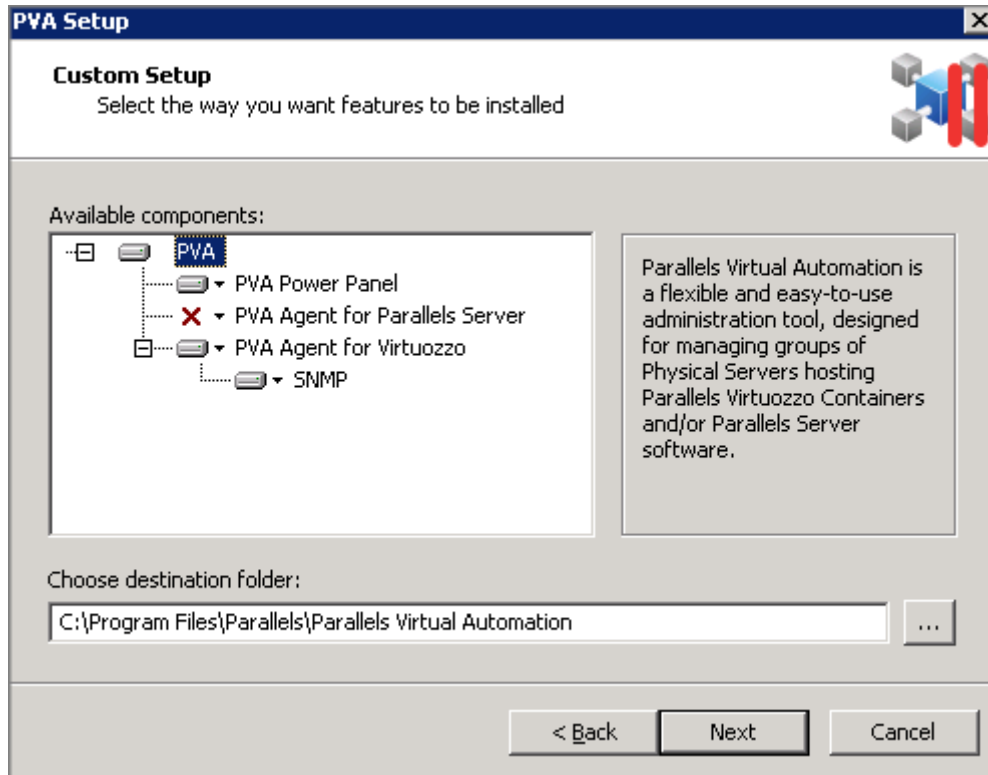 PVA Setup
Custom Setup
Select the way you want features to be installed
Available components:
PVA
PVA Power Panel
PVA Agent for Parallels Server
PVA Agent for Virtuozzo
SNMP
Parallels Virtual Automation is
a flexible and easy-to-use
administration tool, designed
for managing groups of
Physical Servers hosting
Parallels Virtuozzo Containers
and/or Parallels Server
software.
Choose destination folder:
C:\Program Files\Parallels\Parallels Virtual Automation
...
< Back
Next
Cancel